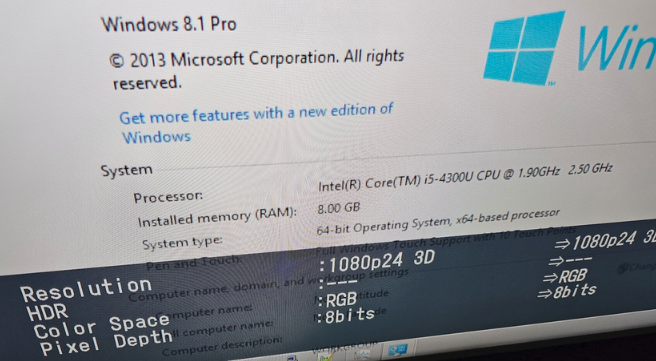 Windows 8.1 Pro
© 2013 Microsoft Corporation. All rights
reserved.
Get more features with a new edition of
Windows
Win
System
Processor: Intel(R) Core(TM) i5-4300U CPU @ 1.90GHz 2.50 GHz
Installed memory (RAM): 8.00 GB
System type: 64-bit Operating System, x64-based processor
Pen and Touch: Full Windows Touch Support with 10 Touch Points
Computer name, domain, and workgroup settings
Computer name:
Full computer name:
Computer description:
Resolution :1080p24 3D ⇒1080p24 3D
HDR :--- ⇒---
Color Space :RGB ⇒RGB
Pixel Depth :8bits ⇒8bits